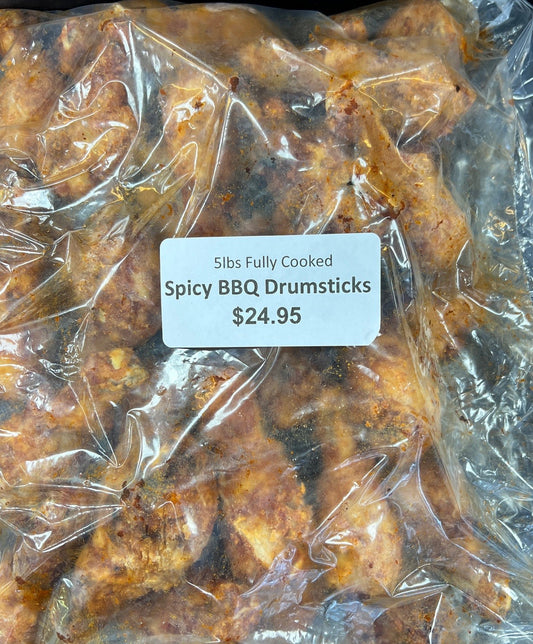 5lbs Fully Cooked
Spicy BBQ Drumsticks
$24.95